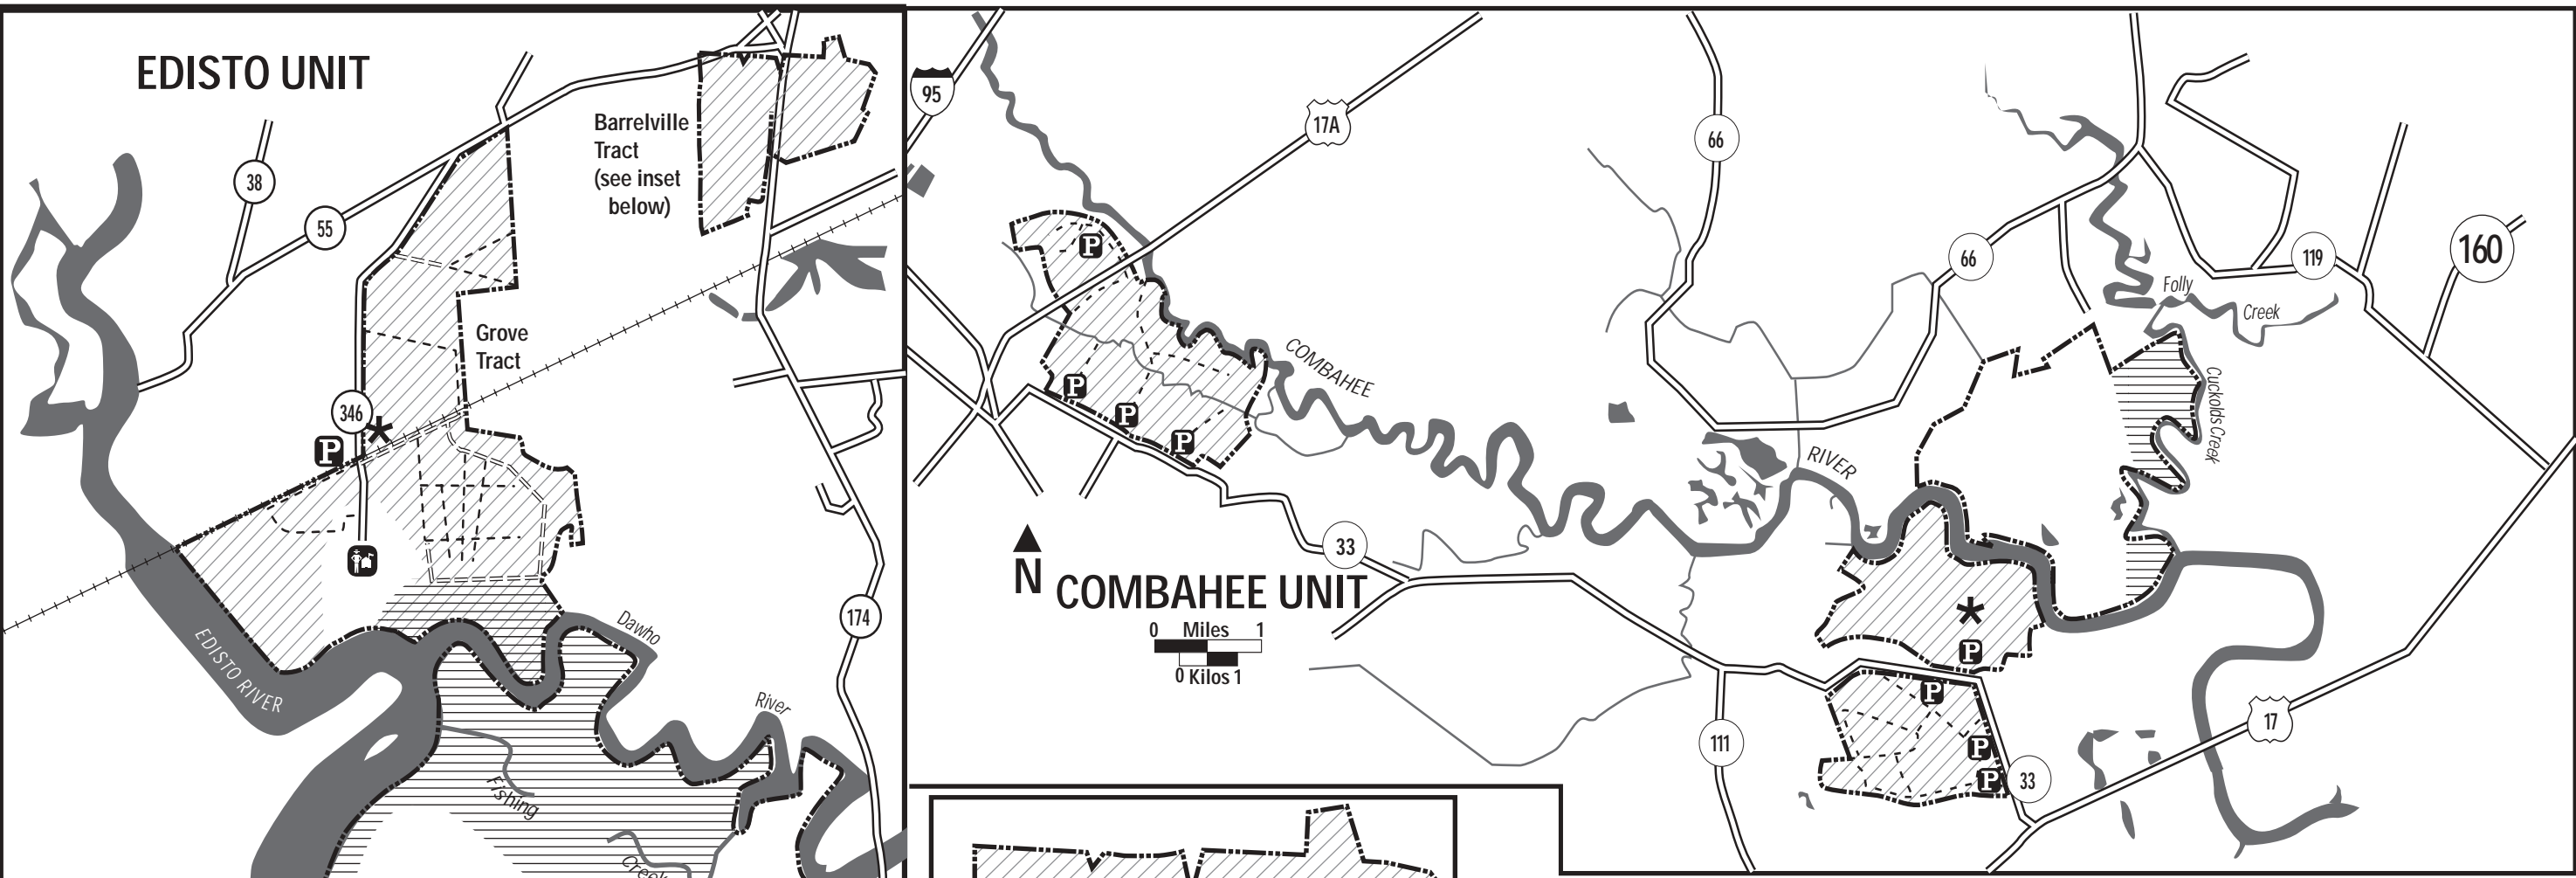 EDISTO UNIT
Barrelville
Tract
(see inset
below)
38
55
Grove
Tract
346
P
EDISTO RIVER
Dawho
River
174
Fishing
Creek
95
17A
66
66
119
160
P
Folly
Creek
COMBAHEE
Cuckolds Creek
P
P
P
RIVER
33
N
COMBAHEE UNIT
0 Miles 1
0 Kilos 1
P
P
P
P
111
17
33